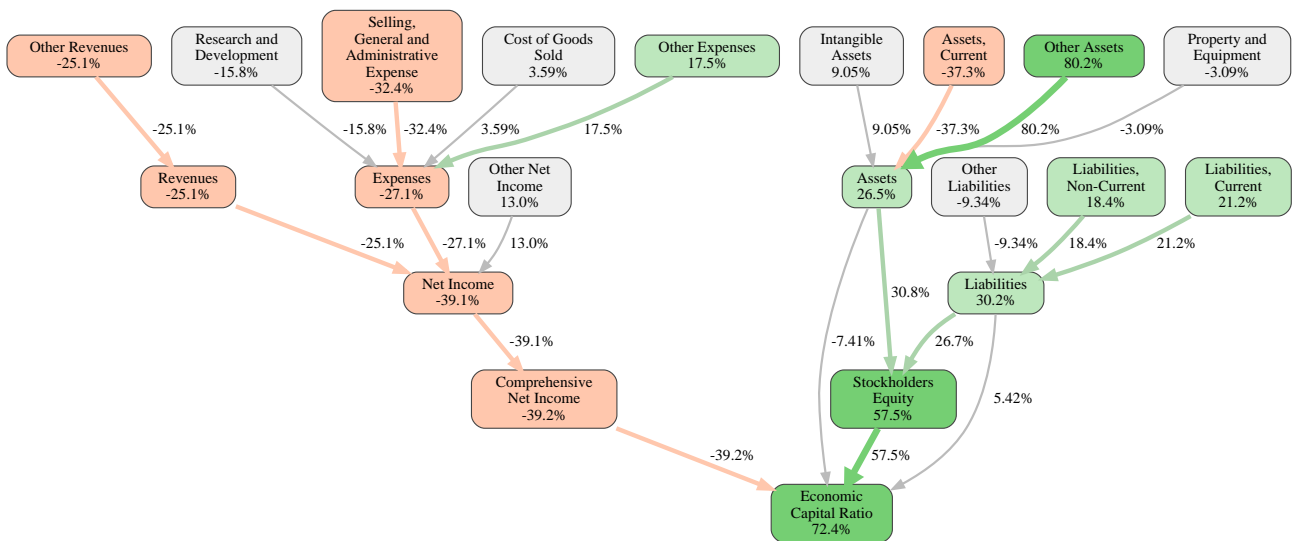 Other Revenues
-25.1%
Research and
Development
-15.8%
Selling,
General and
Administrative
Expense
-32.4%
Cost of Goods
Sold
3.59%
Other Expenses
17.5%
Intangible
Assets
9.05%
Assets,
Current
-37.3%
Other Assets
80.2%
Property and
Equipment
-3.09%
-25.1%
-15.8%
-32.4%
3.59%
17.5%
9.05%
-37.3%
80.2%
-3.09%
Revenues
-25.1%
Expenses
-27.1%
Other Net
Income
13.0%
Assets
26.5%
Other
Liabilities
-9.34%
Liabilities,
Non-Current
18.4%
Liabilities,
Current
21.2%
-25.1%
-27.1%
13.0%
-9.34%
18.4%
21.2%
Net Income
-39.1%
30.8%
Liabilities
30.2%
-39.1%
-7.41%
26.7%
Comprehensive
Net Income
-39.2%
Stockholders
Equity
57.5%
5.42%
-39.2%
57.5%
Economic
Capital Ratio
72.4%